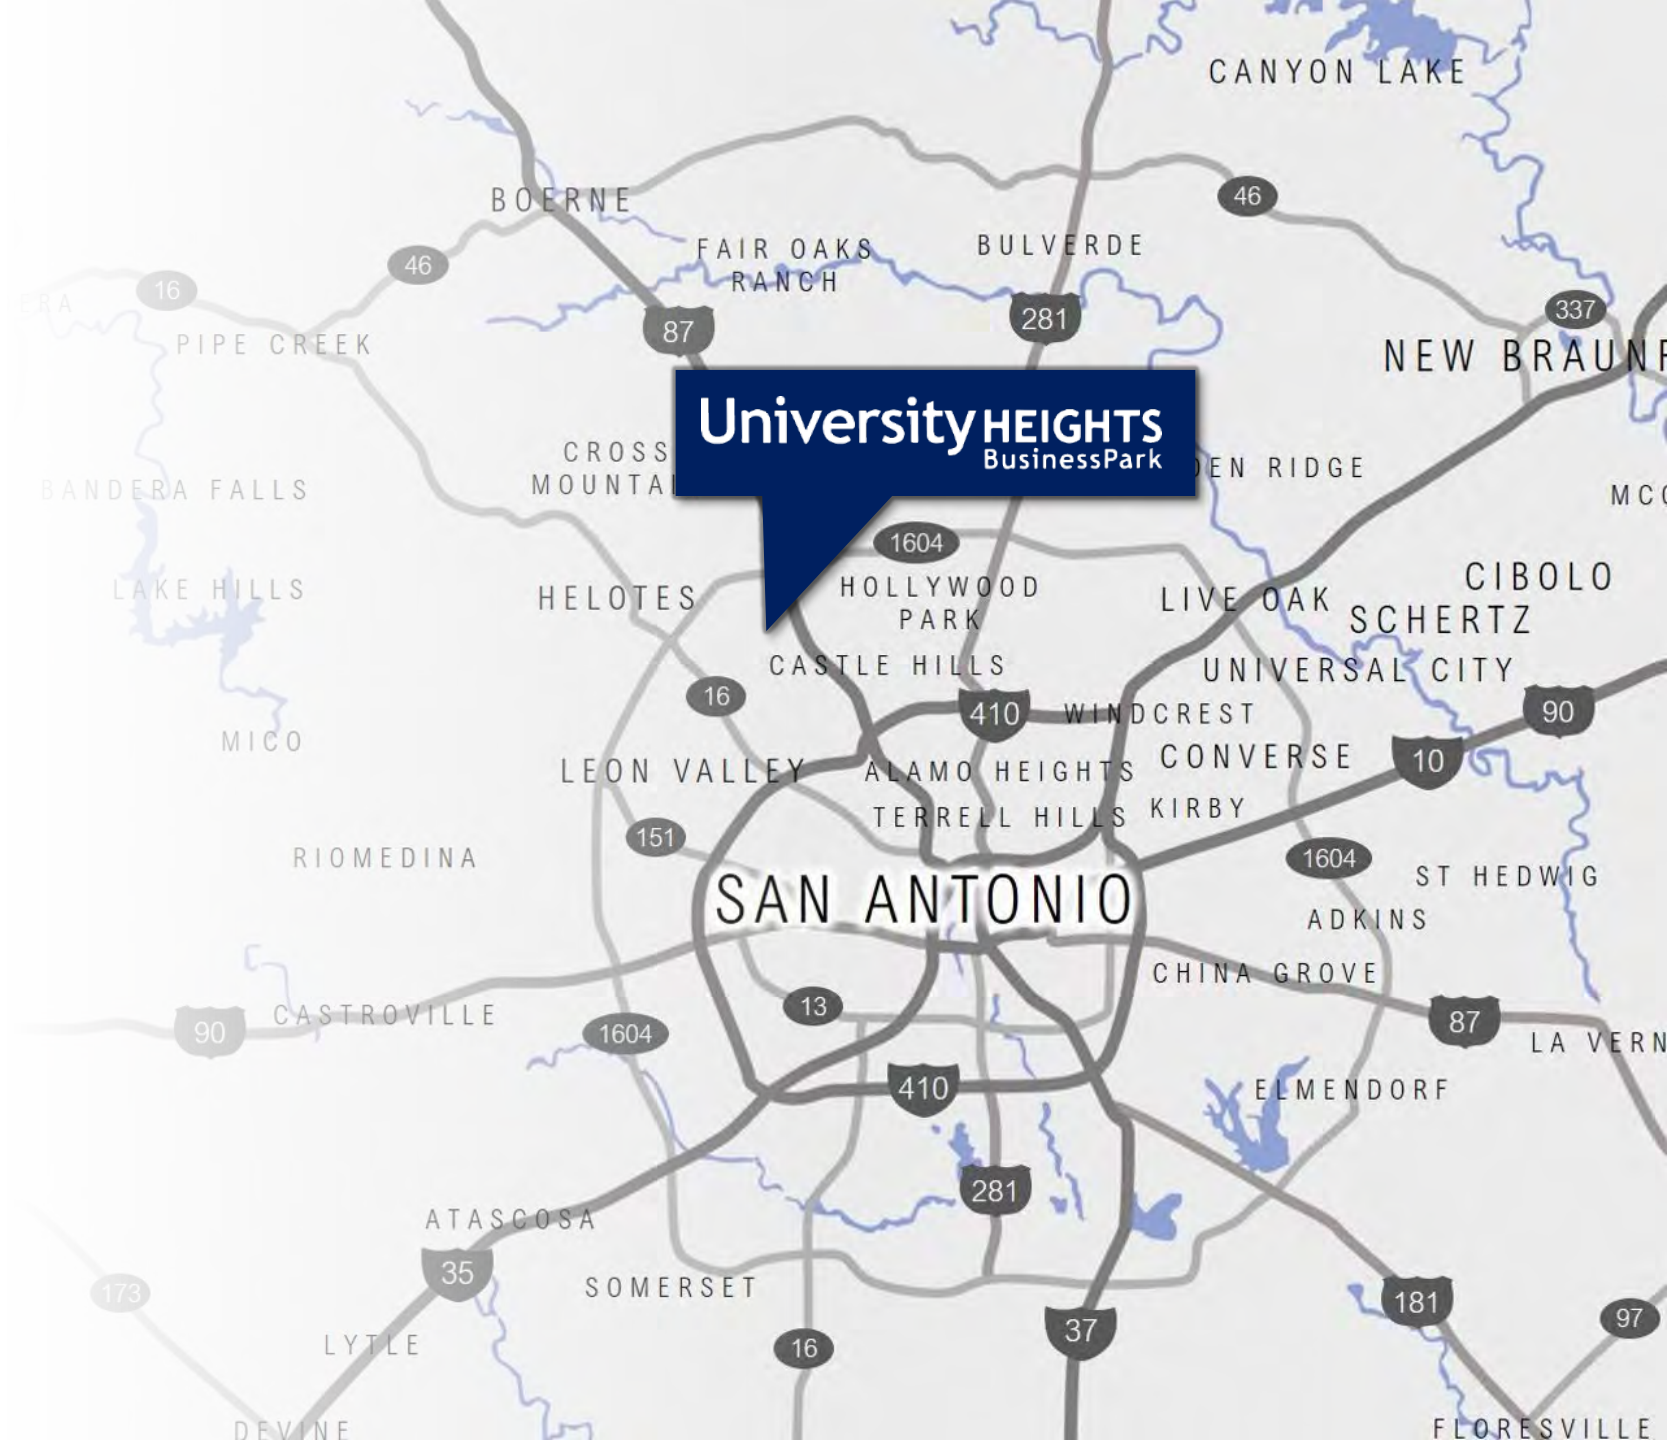 CANYON LAKE
BOERNE
46
FAIR OAKS
RANCH
BULVERDE
46
16
PIPE CREEK
87
281
337
NEW BRAUNF
University HEIGHTS
BusinessPark
CROSS
MOUNTAI
DEN RIDGE
BANDERA FALLS
MCQ
1604
LAKE HILLS
HELOTES
HOLLYWOOD
PARK
LIVE OAK
CIBOLO
SCHERTZ
CASTLE HILLS
UNIVERSAL CITY
16
410
WINDCREST
90
MICO
LEON VALLEY
ALAMO HEIGHTS
CONVERSE
10
TERRELL HILLS
KIRBY
151
RIOMEDINA
1604
ST HEDWIG
SAN ANTONIO
ADKINS
CHINA GROVE
13
90
CASTROVILLE
1604
87
LA VERN
410
ELMENDORF
281
ATASCOSA
35
SOMERSET
173
181
97
37
LYTLE
16
DEVINE
FLORESVILLE